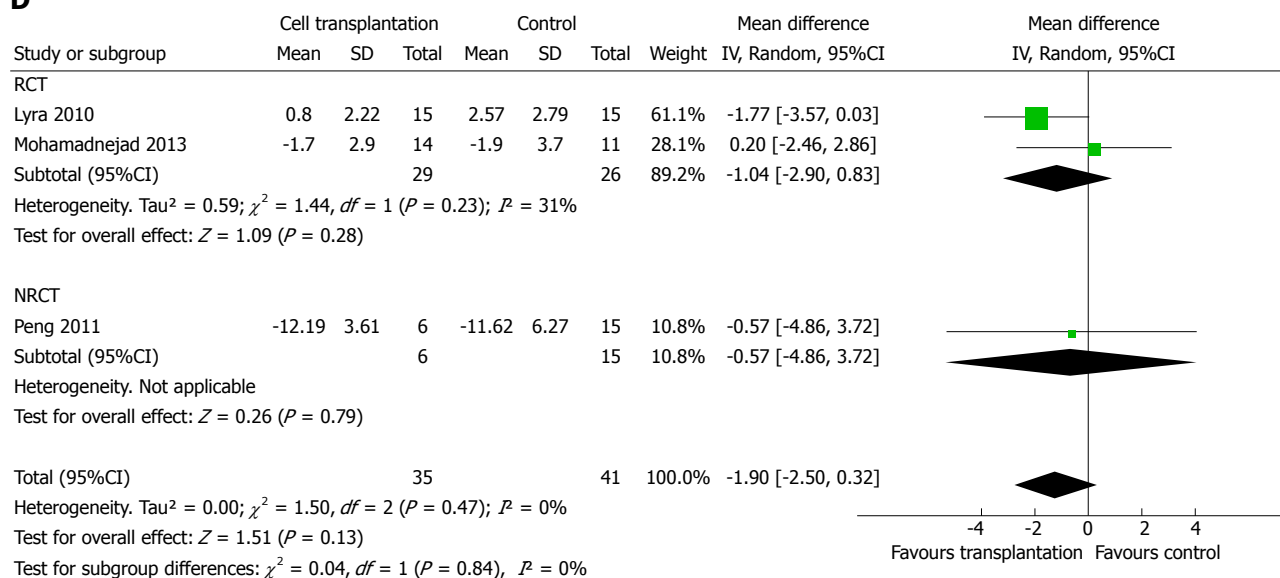 D
Cell transplantation Control Mean difference Mean difference
Study or subgroup Mean SD Total Mean SD Total Weight IV, Random, 95%CI IV, Random, 95%CI
RCT
Lyra 2010 0.8 2.22 15 2.57 2.79 15 61.1% -1.77 [-3.57, 0.03]
Mohamadnejad 2013 -1.7 2.9 14 -1.9 3.7 11 28.1% 0.20 [-2.46, 2.86]
Subtotal (95%CI) 29 26 89.2% -1.04 [-2.90, 0.83]
Heterogeneity. Tau² = 0.59; χ² = 1.44, df = 1 (P = 0.23); I² = 31%
Test for overall effect: Z = 1.09 (P = 0.28)
NRCT
Peng 2011 -12.19 3.61 6 -11.62 6.27 15 10.8% -0.57 [-4.86, 3.72]
Subtotal (95%CI) 6 15 10.8% -0.57 [-4.86, 3.72]
Heterogeneity. Not applicable
Test for overall effect: Z = 0.26 (P = 0.79)
Total (95%CI) 35 41 100.0% -1.90 [-2.50, 0.32]
Heterogeneity. Tau² = 0.00; χ² = 1.50, df = 2 (P = 0.47); I² = 0%
Test for overall effect: Z = 1.51 (P = 0.13)
Test for subgroup differences: χ² = 0.04, df = 1 (P = 0.84), I² = 0%
-4 -2 0 2 4
Favours transplantation Favours control